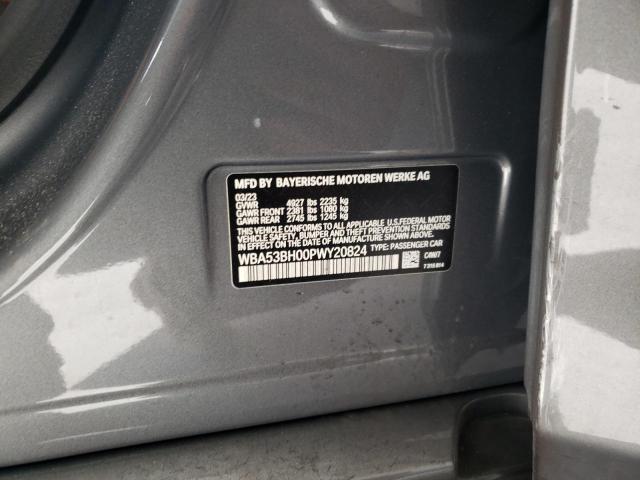 MFD BY BAYERISCHE MOTOREN WERKE AG
03/23
GVWR 4927 lbs 2235 kg
GAWR FRONT 2381 lbs 1080 kg
GAWR REAR 2745 lbs 1245 kg
THIS VEHICLE CONFORMS TO ALL APPLICABLE U.S.FEDERAL MOTOR
VEHICLE SAFETY, BUMPER, AND THEFT PREVENTION STANDARDS
IN EFFECT ON THE DATE OF MANUFACTURE SHOWN ABOVE.
WBA53BH00PWY20824 TYPE: PASSENGER CAR